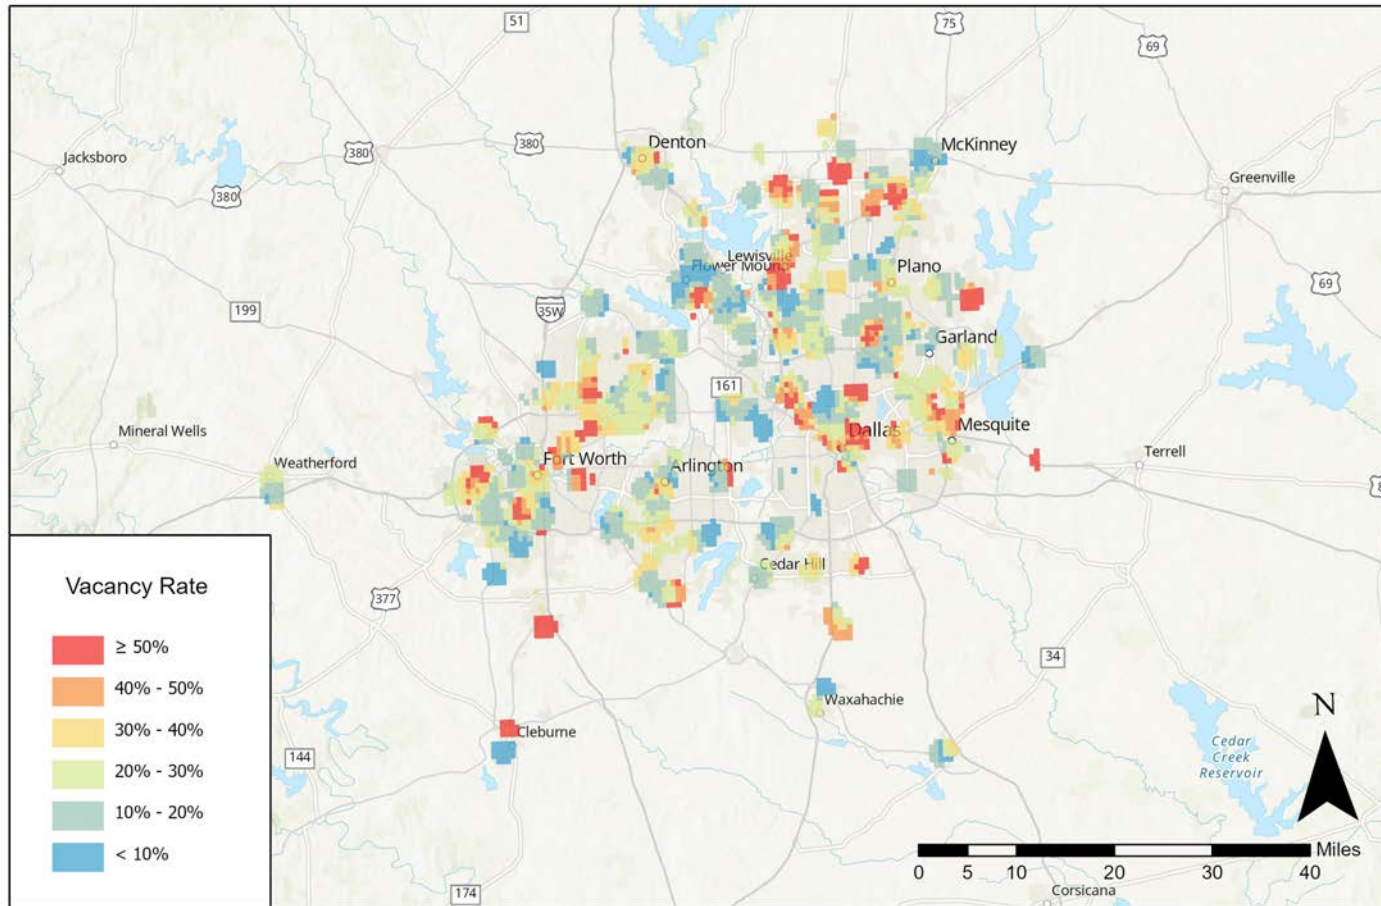 51
75
69
Denton
380
380
McKinney
Jacksboro
Greenville
380
Lewisville
Flower Mound
Plano
69
199
35W
Garland
161
Mineral Wells
Dallas
Mesquite
Weatherford
Fort Worth
Arlington
Terrell
8
Cedar Hill
377
34
Waxahachie
Cleburne
144
Cedar
Creek
Reservoir
174
Corsicana
Vacancy Rate
≥ 50%
40% - 50%
30% - 40%
20% - 30%
10% - 20%
< 10%
N
Miles
0 5 10 20 30 40